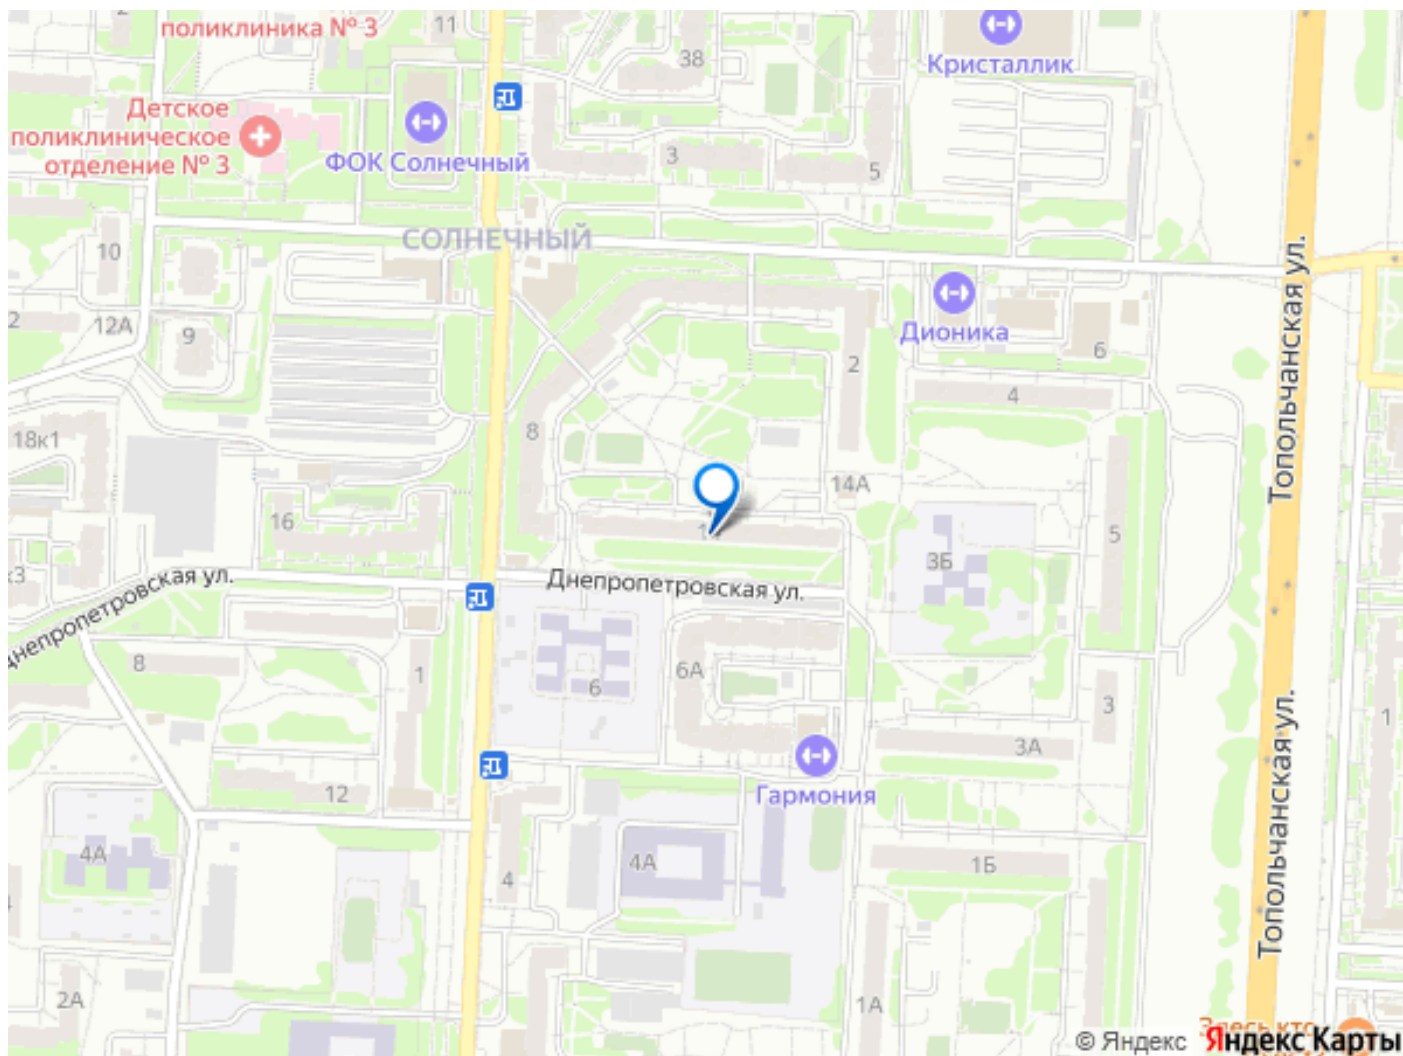 поликлиника № 3
11
38
Кристаллик
Детское
поликлиническое
отделение № 3
ФОК Солнечный
3
5
СОЛНЕЧНЫЙ
10
12А
9
Дионика
6
2
4
Топольчанская ул.
18к1
8
14А
16
5
3Б
Днепропетровская ул.
Днепропетровская ул.
8
1
6
6А
3
1
3А
Топольчанская ул.
12
Гармония
4А
4А
4
1Б
2А
1А
Здесь кто
© Яндекс Яндекс Карты